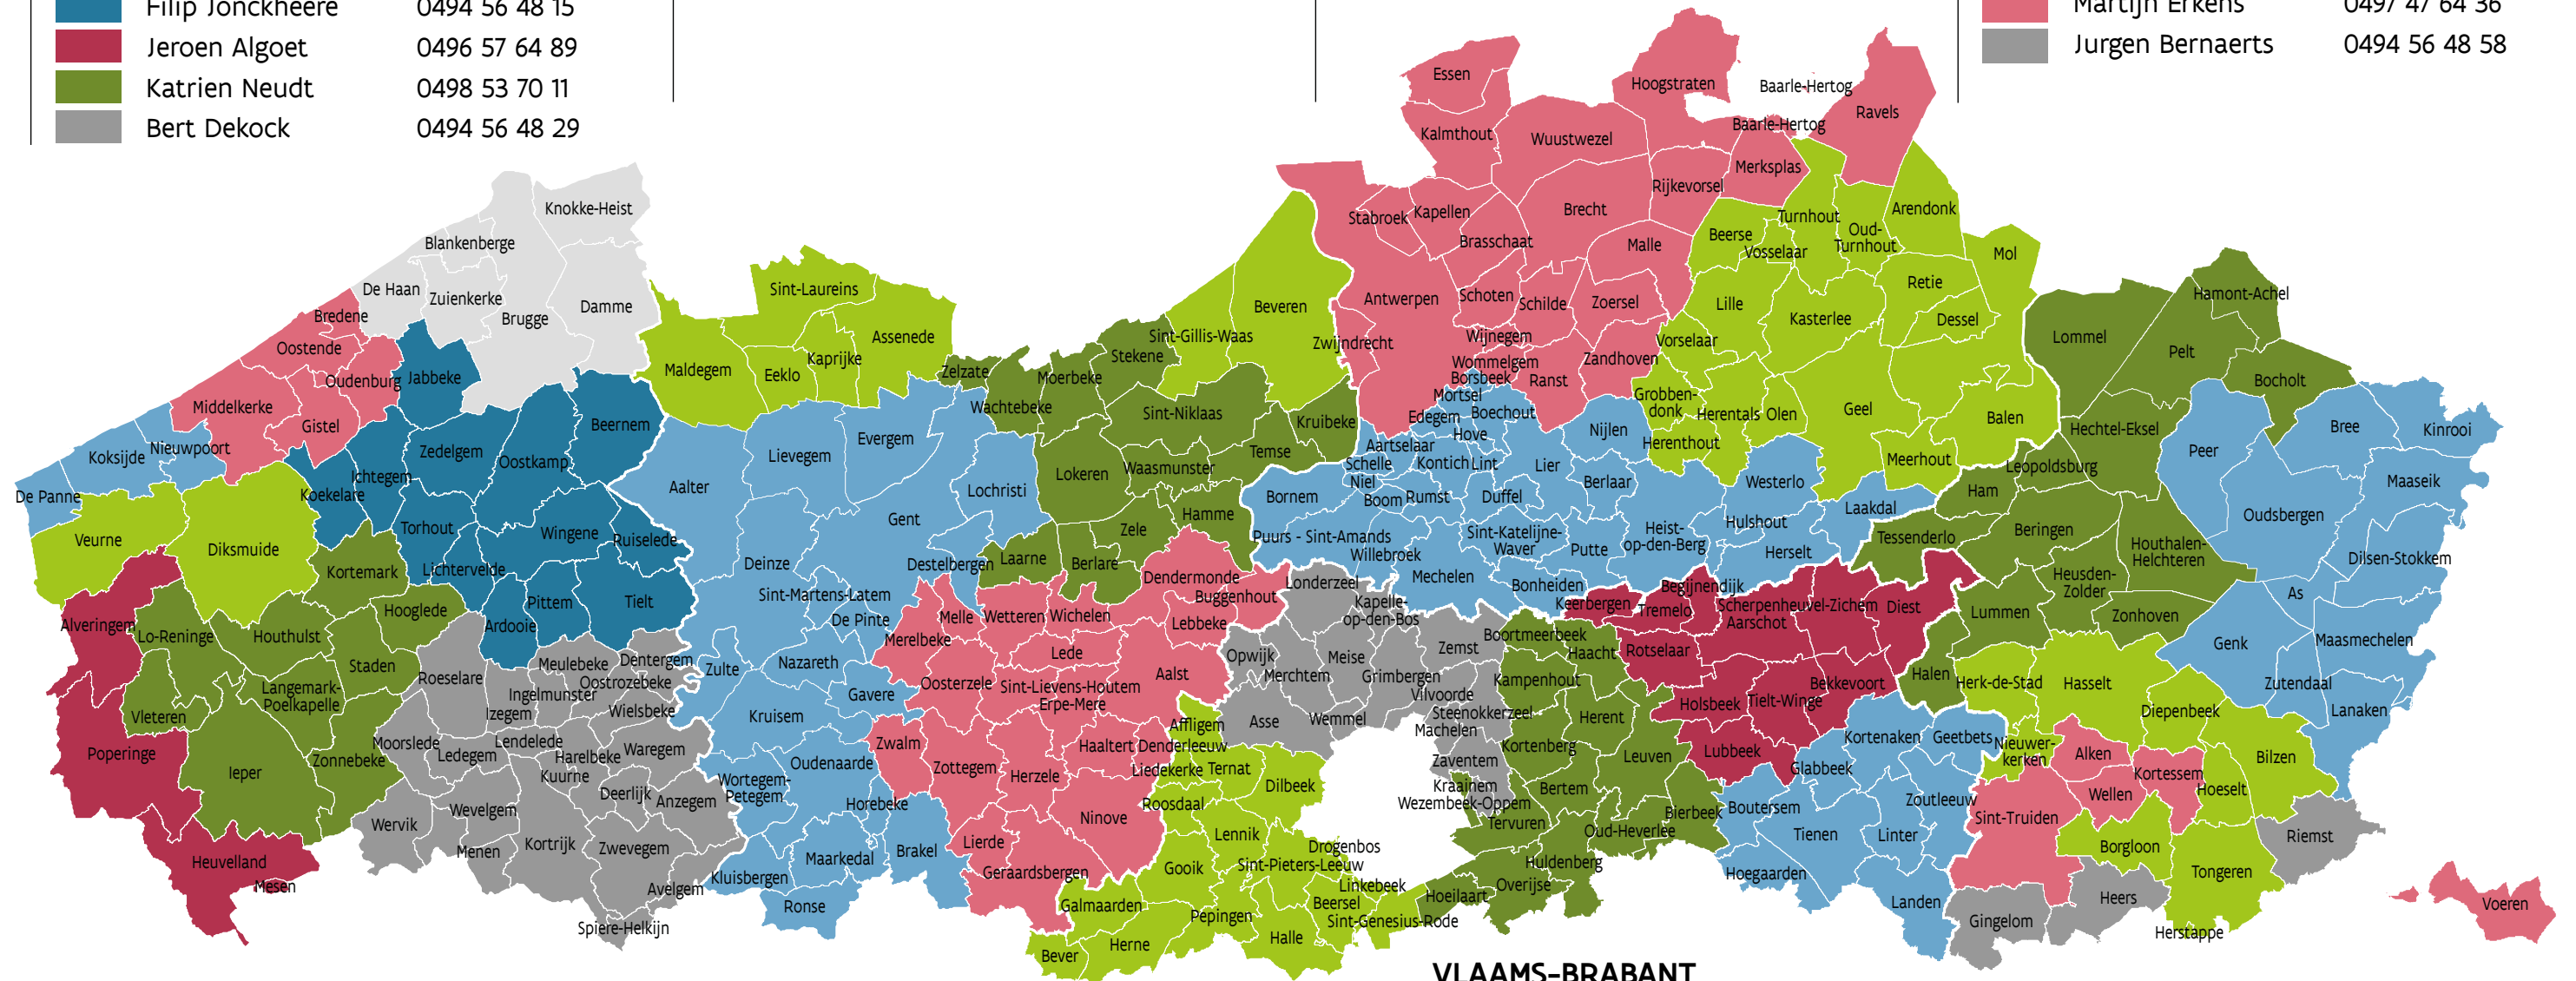 Filip Jonckheere 0494 56 48 15
Jeroen Algoet 0496 57 64 89
Katrien Neudt 0498 53 70 11
Bert Dekock 0494 56 48 29
Martijn Erkens 0497 47 64 36
Jurgen Bernaerts 0494 56 48 58
Knokke-Heist
Blankenberge
De Haan
Zuienkerke
Brugge
Damme
Bredene
Oostende
Oudenburg
Middelkerke
Gistel
Jabbeke
Koksijde
Nieuwpoort
De Panne
Veurne
Diksmuide
Koekelare
Ichtegem
Zedelgem
Oostkamp
Beernem
Torhout
Wingene
Ruiselede
Lichtervelde
Kortemark
Pittem
Tielt
Ardooie
Hooglede
Alveringem
Lo-Reninge
Houthulst
Staden
Langemark-
Poelkapelle
Vleteren
Poperinge
Ieper
Zonnebeke
Heuvelland
Mesen
Roeselare
Meulebeke
Dentergem
Oostrozebeke
Ingelmunster
Izegem
Wielsbeke
Moorslede
Ledegem
Lendelede
Harelbeke
Waregem
Kuurne
Deerlijk
Anzegem
Wervik
Wevelgem
Menen
Kortrijk
Zwevegem
Avelgem
Spiere-Helkijn
Maldegem
Sint-Laureins
Eeklo
Kaprijke
Assenede
Zelzate
Wachtebeke
Moerbeke
Stekene
Sint-Gillis-Waas
Beveren
Sint-Niklaas
Kruibeke
Temse
Lokeren
Waasmunster
Hamme
Zele
Laarne
Berlare
Aalter
Lievegem
Evergem
Lochristi
Gent
Destelbergen
Deinze
Sint-Martens-Latem
De Pinte
Zulte
Nazareth
Gavere
Kruisem
Oudenaarde
Wortegem-
Petegem
Horebeke
Maarkedal
Brakel
Kluisbergen
Ronse
Dendermonde
Buggenhout
Lebbeke
Melle
Wetteren
Wichelen
Merelbeke
Lede
Aalst
Oosterzele
Sint-Lievens-Houtem
Erpe-Mere
Zwalm
Zottegem
Herzele
Haaltert
Denderleeuw
Ninove
Lierde
Geraardsbergen
Essen
Kalmthout
Wuustwezel
Hoogstraten
Baarle-Hertog
Baarle-Hertog
Ravels
Merksplas
Rijkevorsel
Stabroek
Kapellen
Brasschaat
Brecht
Malle
Antwerpen
Schoten
Schilde
Zoersel
Zwijndrecht
Wijnegem
Wommelgem
Borsbeek
Ranst
Zandhoven
Turnhout
Beerse
Vosselaar
Oud-
Turnhout
Arendonk
Mol
Retie
Dessel
Lille
Kasterlee
Vorselaar
Grobben-
donk
Herentals
Olen
Geel
Balen
Herenthout
Meerhout
Mortsel
Edegem
Boechout
Hove
Aartselaar
Schelle
Kontich
Lint
Niel
Boom
Rumst
Lier
Nijlen
Berlaar
Westerlo
Laakdal
Bornem
Duffel
Puurs - Sint-Amands
Willebroek
Sint-Katelijne-
Waver
Putte
Heist-
op-den-Berg
Hulshout
Herselt
Mechelen
Bonheiden
Londerzeel
Kapelle-
op-den-Bos
Zemst
Opwijk
Merchtem
Meise
Grimbergen
Vilvoorde
Steenokkerzeel
Machelen
Asse
Wemmel
Zaventem
Kraainem
Wezembeek-Oppem
Affligem
Liedekerke
Ternat
Dilbeek
Roosdaal
Lennik
Gooik
Drogenbos
Sint-Pieters-Leeuw
Linkebeek
Beersel
Sint-Genesius-Rode
Galmaarden
Pepingen
Herne
Halle
Bever
Boortmeerbeek
Haacht
Kampenhout
Herent
Kortenberg
Leuven
Bertem
Bierbeek
Tervuren
Oud-Heverlee
Huldenberg
Overijse
Hoeilaart
Keerbergen
Begijnendijk
Tremelo
Scherpenheuvel-Zichem
Aarschot
Diest
Rotselaar
Holsbeek
Tielt-Winge
Bekkevoort
Lubbeek
Kortenaken
Geetbets
Glabbeek
Boutersem
Zoutleeuw
Tienen
Linter
Hoegaarden
Landen
Lommel
Hamont-Achel
Pelt
Bocholt
Hechtel-Eksel
Leopoldsburg
Ham
Tessenderlo
Beringen
Houthalen-
Helchteren
Heusden-
Zolder
Lummen
Zonhoven
Halen
Peer
Bree
Kinrooi
Maaseik
Oudsbergen
Dilsen-Stokkem
As
Genk
Maasmechelen
Zutendaal
Lanaken
Herk-de-Stad
Hasselt
Diepenbeek
Nieuwer-
kerken
Bilzen
Hoeselt
Alken
Kortessem
Wellen
Sint-Truiden
Borgloon
Tongeren
Riemst
Heers
Gingelom
Herstappe
Voeren
VLAAMS-BRABANT